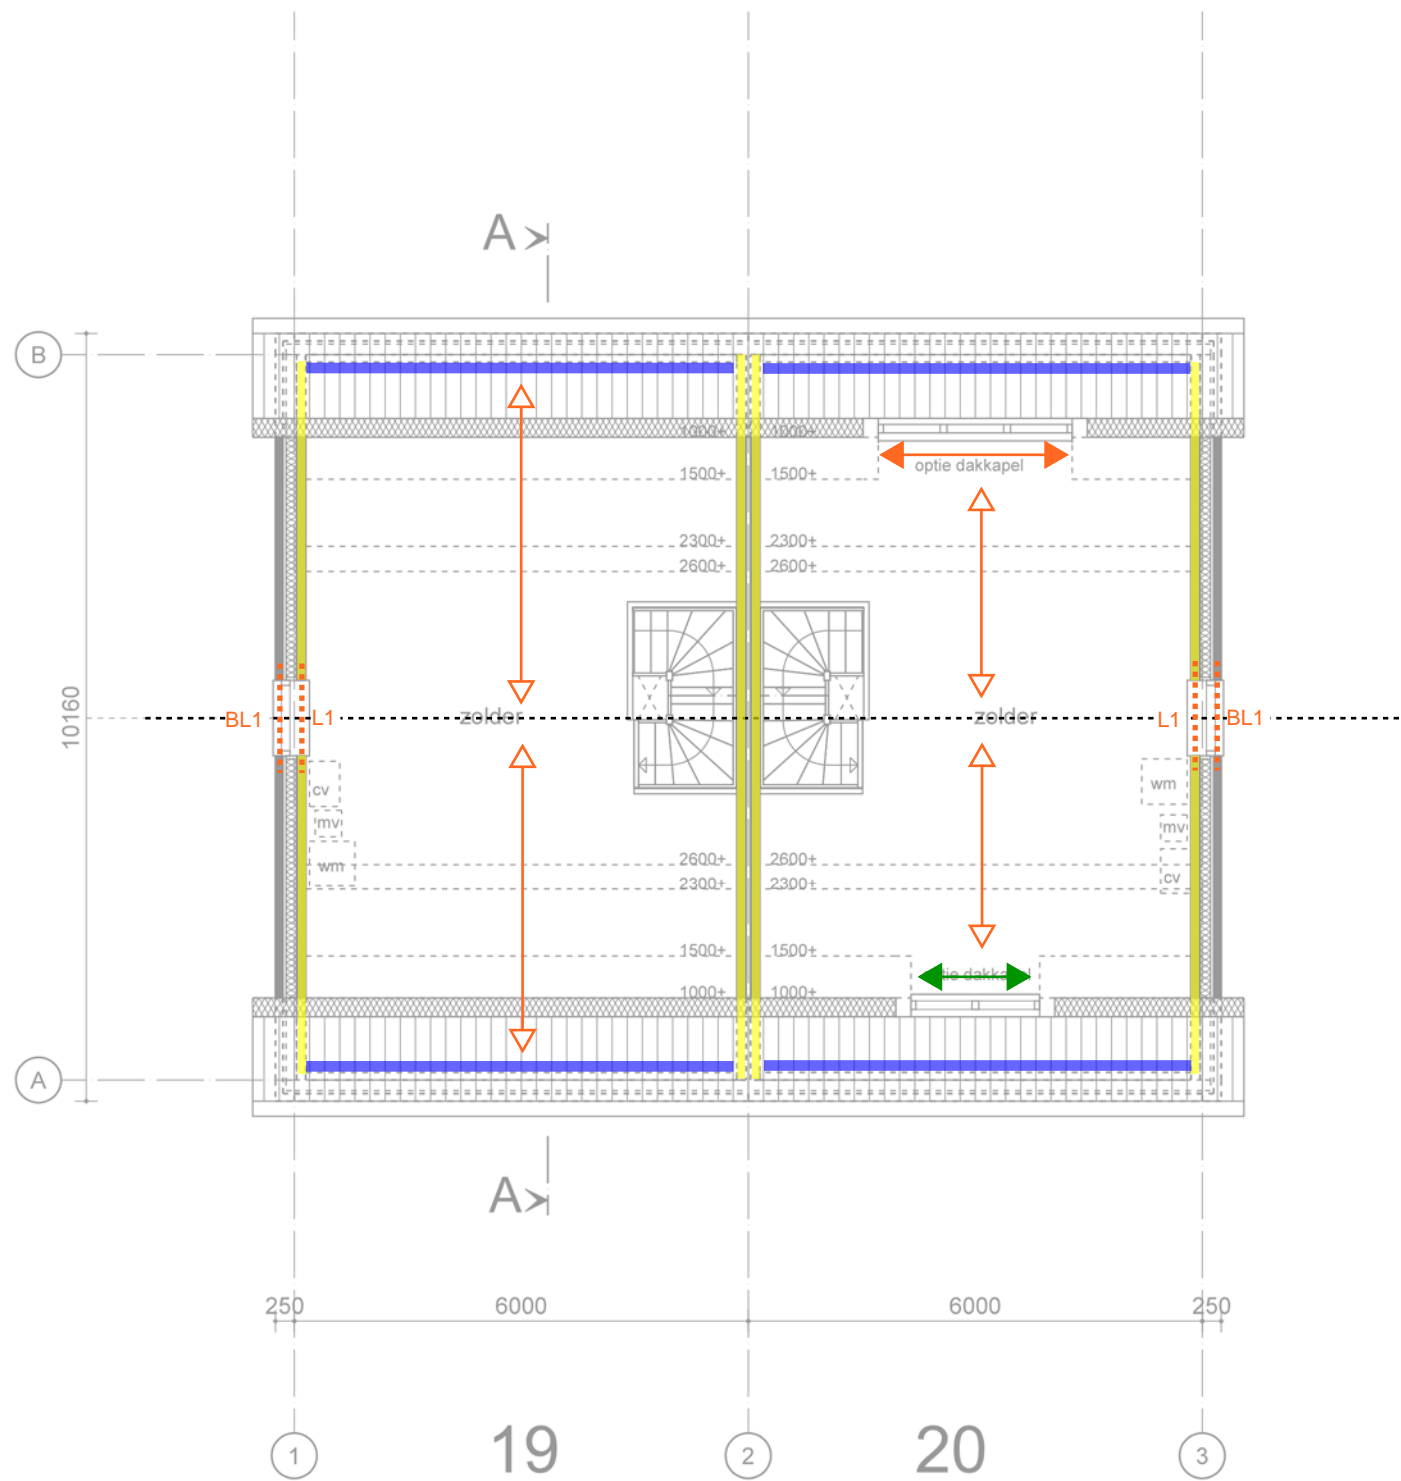 A
B
1000+ 1000+
optie dakkapel
1500+ 1500+
2300+ 2300+
2600+ 2600+
10160
BL1 L1 zolder zolder L1 BL1
cv wm
mv mv
wm cv
2600+ 2600+
2300+ 2300+
1500+ 1500+
optie dakkapel
1000+ 1000+
A
A
250 6000 6000 250
19 20
1 2 3